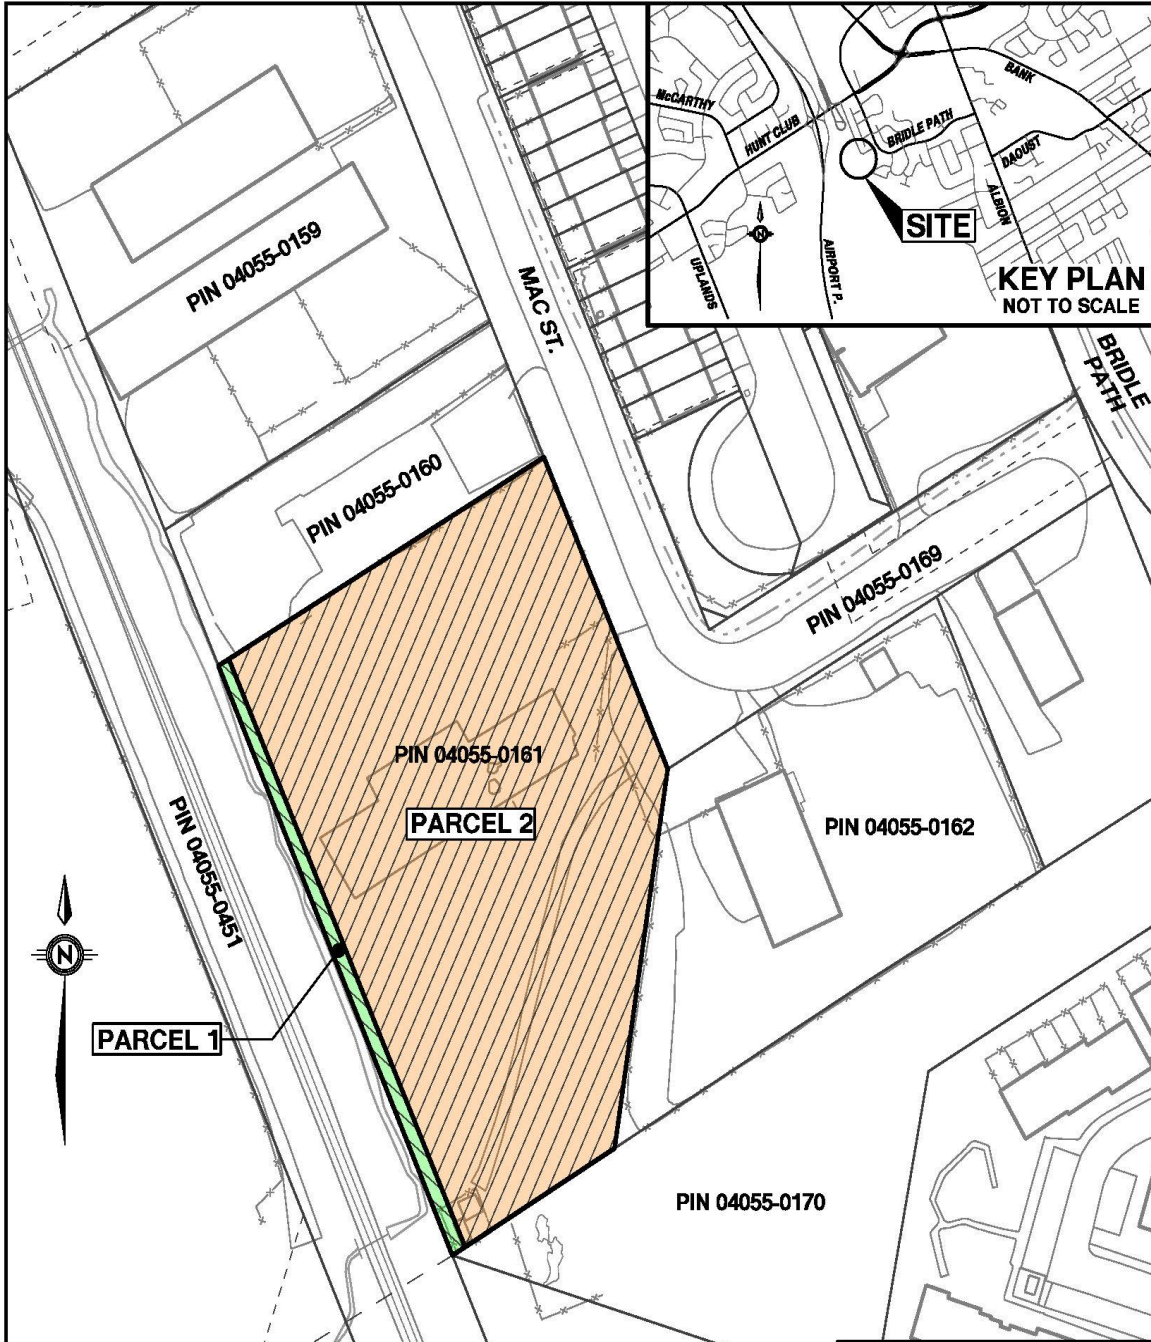 McCARTHY
HUNT CLUB
BANK
BRIDLE PATH
DAOUST
ALBION
SITE
UPLANDS
AIRPORT P.
N
KEY PLAN
NOT TO SCALE
PIN 04055-0159
MAC ST.
BRIDLE
PATH
PIN 04055-0160
PIN 04055-0169
PIN 04055-0161
PARCEL 2
PIN 04055-0162
PIN 04055-0451
N
PARCEL 1
PIN 04055-0170